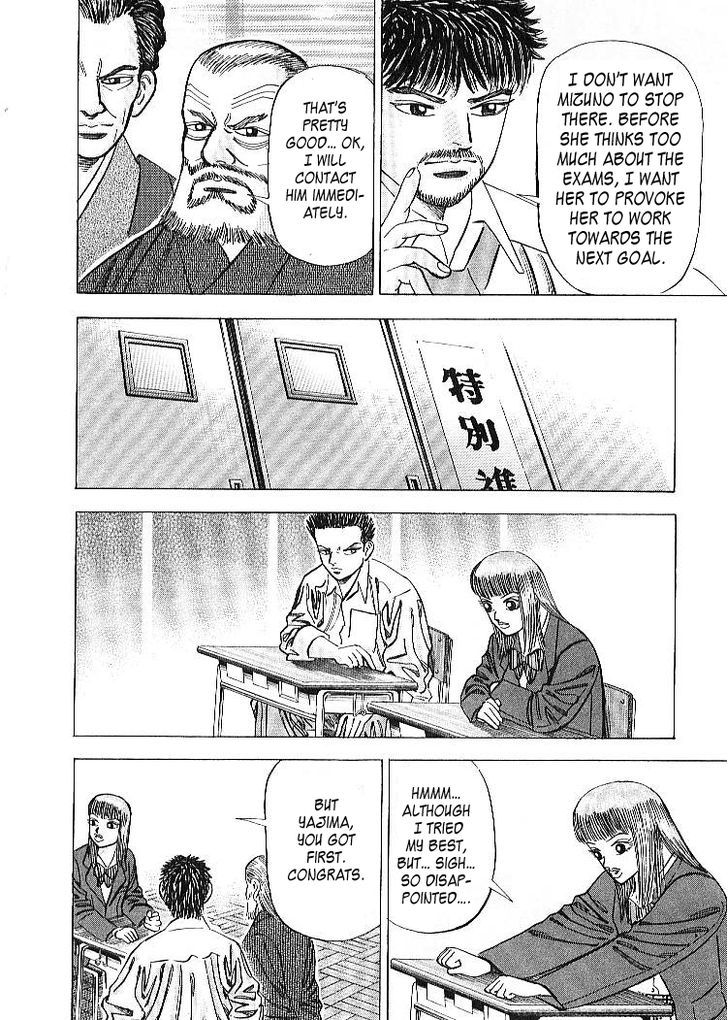 I DON'T WANT
MIZUNO TO STOP
THERE. BEFORE
SHE THINKS TOO
MUCH ABOUT THE
EXAMS, I WANT
HER TO PROVOKE
HER TO WORK
TOWARDS THE
NEXT GOAL.
THAT'S
PRETTY
GOOD... OK,
I WILL
CONTACT
HIM IMMEDI-
ATELY.
特別進
HMMM...
ALTHOUGH
I TRIED
MY BEST,
BUT... SIGH...
SO DISAP-
POINTED....
BUT
YAJIMA,
YOU GOT
FIRST.
CONGRATS.